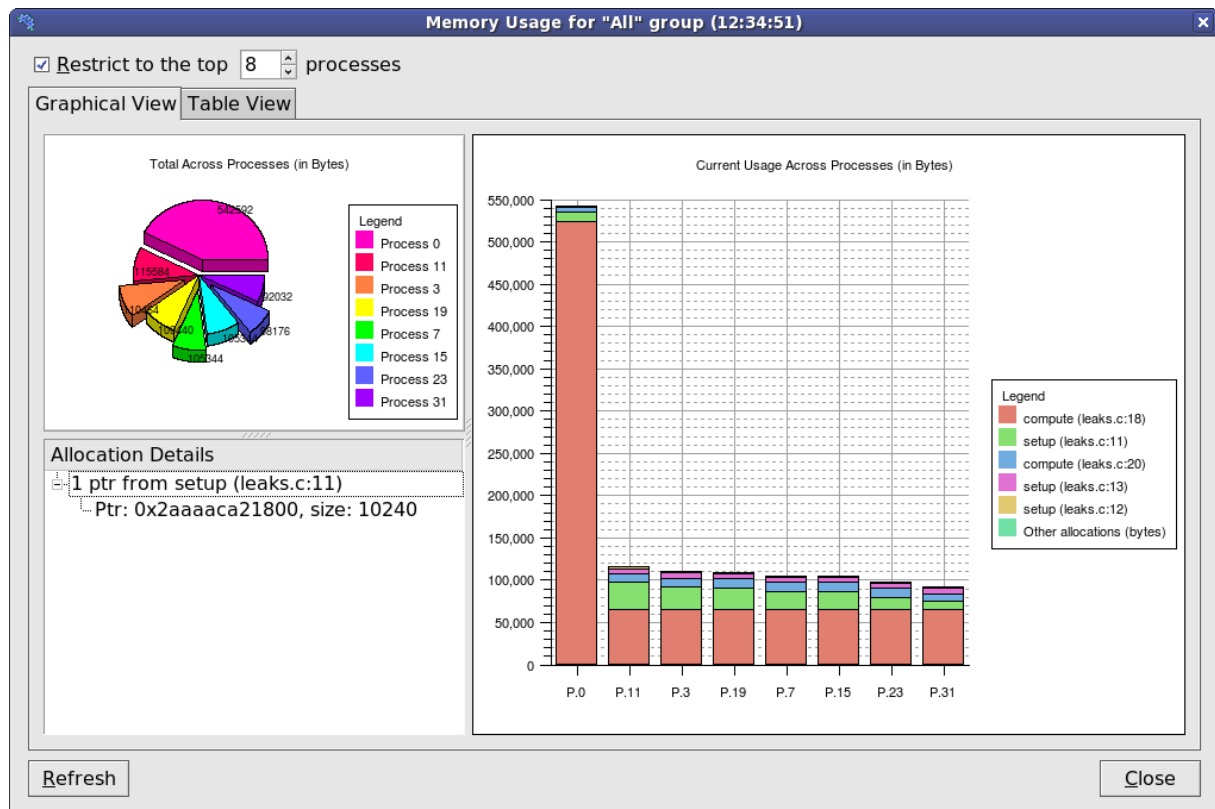 Memory Usage for "All" group (12:34:51)
Restrict to the top 8 processes
Graphical View Table View
Total Across Processes (in Bytes)
542592
115584
109440
105344
98176
92032
Legend
Process 0
Process 11
Process 3
Process 19
Process 7
Process 15
Process 23
Process 31
Allocation Details
1 ptr from setup (leaks.c:11)
Ptr: 0x2aaaaca21800, size: 10240
Current Usage Across Processes (in Bytes)
550,000
500,000
450,000
400,000
350,000
300,000
250,000
200,000
150,000
100,000
50,000
0
P.0 P.11 P.3 P.19 P.7 P.15 P.23 P.31
Legend
compute (leaks.c:18)
setup (leaks.c:11)
compute (leaks.c:20)
setup (leaks.c:13)
setup (leaks.c:12)
Other allocations (bytes)
Refresh
Close